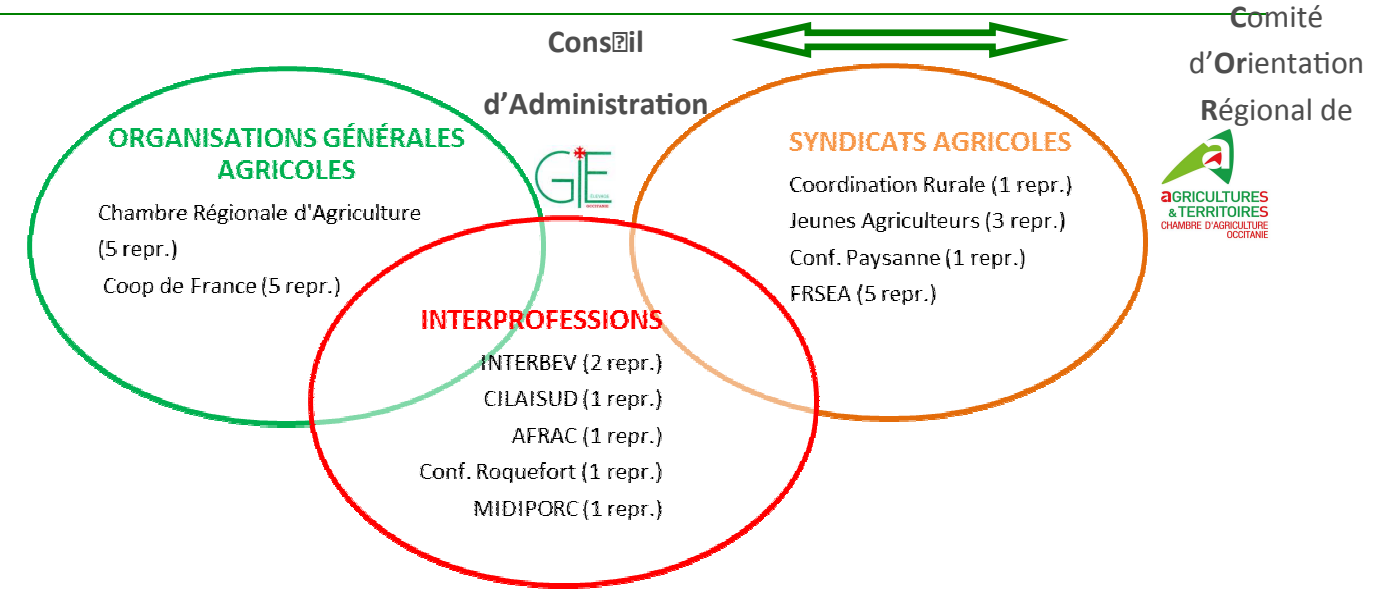 Cons�il
d'Administration
Comité
d'Orientation
Régional de
GIE
ÉLEVAGE
OCCITANIE
aGRICULTURES
& TERRITOIRES
CHAMBRE D'AGRICULTURE
OCCITANIE
ORGANISATIONS GÉNÉRALES
AGRICOLES
Chambre Régionale d'Agriculture
(5 repr.)
Coop de France (5 repr.)
SYNDICATS AGRICOLES
Coordination Rurale (1 repr.)
Jeunes Agriculteurs (3 repr.)
Conf. Paysanne (1 repr.)
FRSEA (5 repr.)
INTERPROFESSIONS
INTERBEV (2 repr.)
CILAISUD (1 repr.)
AFRAC (1 repr.)
Conf. Roquefort (1 repr.)
MIDIPORC (1 repr.)